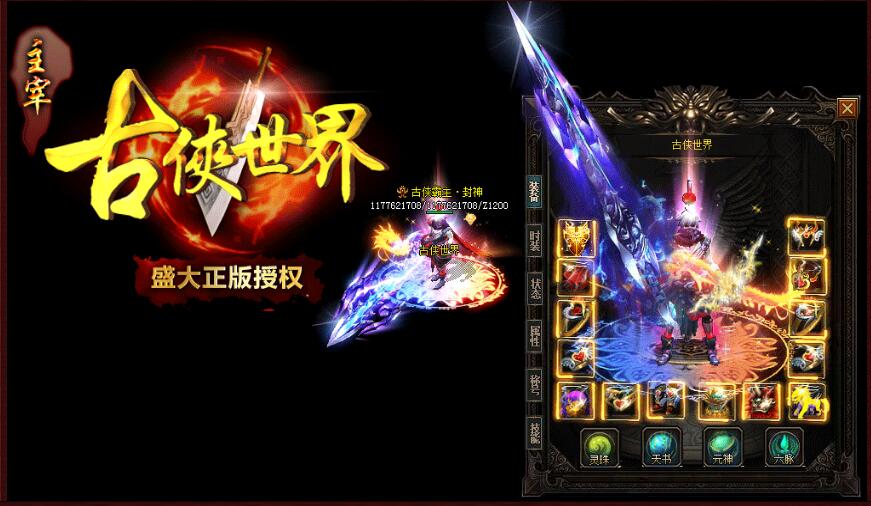 主宰
古俠世界
盛大正版授权
古侠霸主·封神
1177621708/1177621708/Z1200
古侠世界
古侠世界
装备
时装
状态
属性
称号
技能
灵珠
天书
元神
六脉